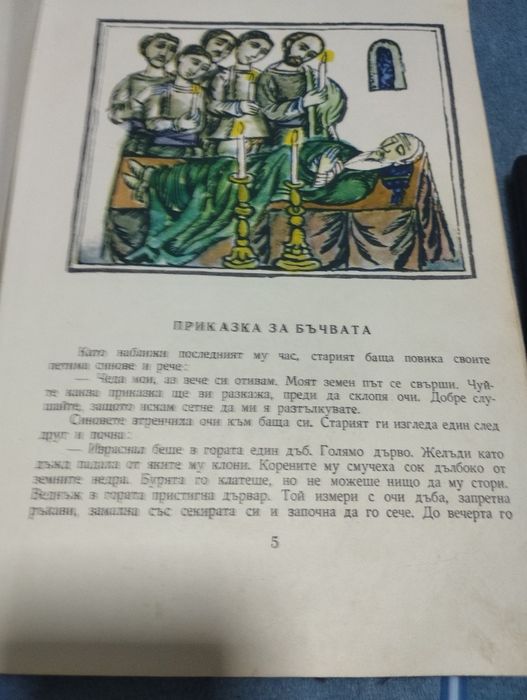 ПРИКАЗКА ЗА БЪЧВАТА
Като наближи последният му час, старият баща повика своите
петима синове и рече:
— Чеда мои, аз вече си отивам. Моят земен път се свърши. Чуй-
те каква приказка ще ви разкажа, преди да склопя очи. Добре слу-
шайте, защото искам сетне да ми я разтълкувате.
Синовете втренчиха очи към баща си. Старият ги изгледа един след
друг и почна:
— Израснал беше в гората един дъб. Голямо дърво. Желъди като
дъжд падала от яките му клони. Корените му смучеха сок дълбоко от
земните недра. Бурята го клатеше, но не можеше нищо да му стори.
Веднъж в гората пристигна дървар. Той измери с очи дъба, запретна
ръкави, замахна със секирата си и започна да го сече. До вечерта го
5